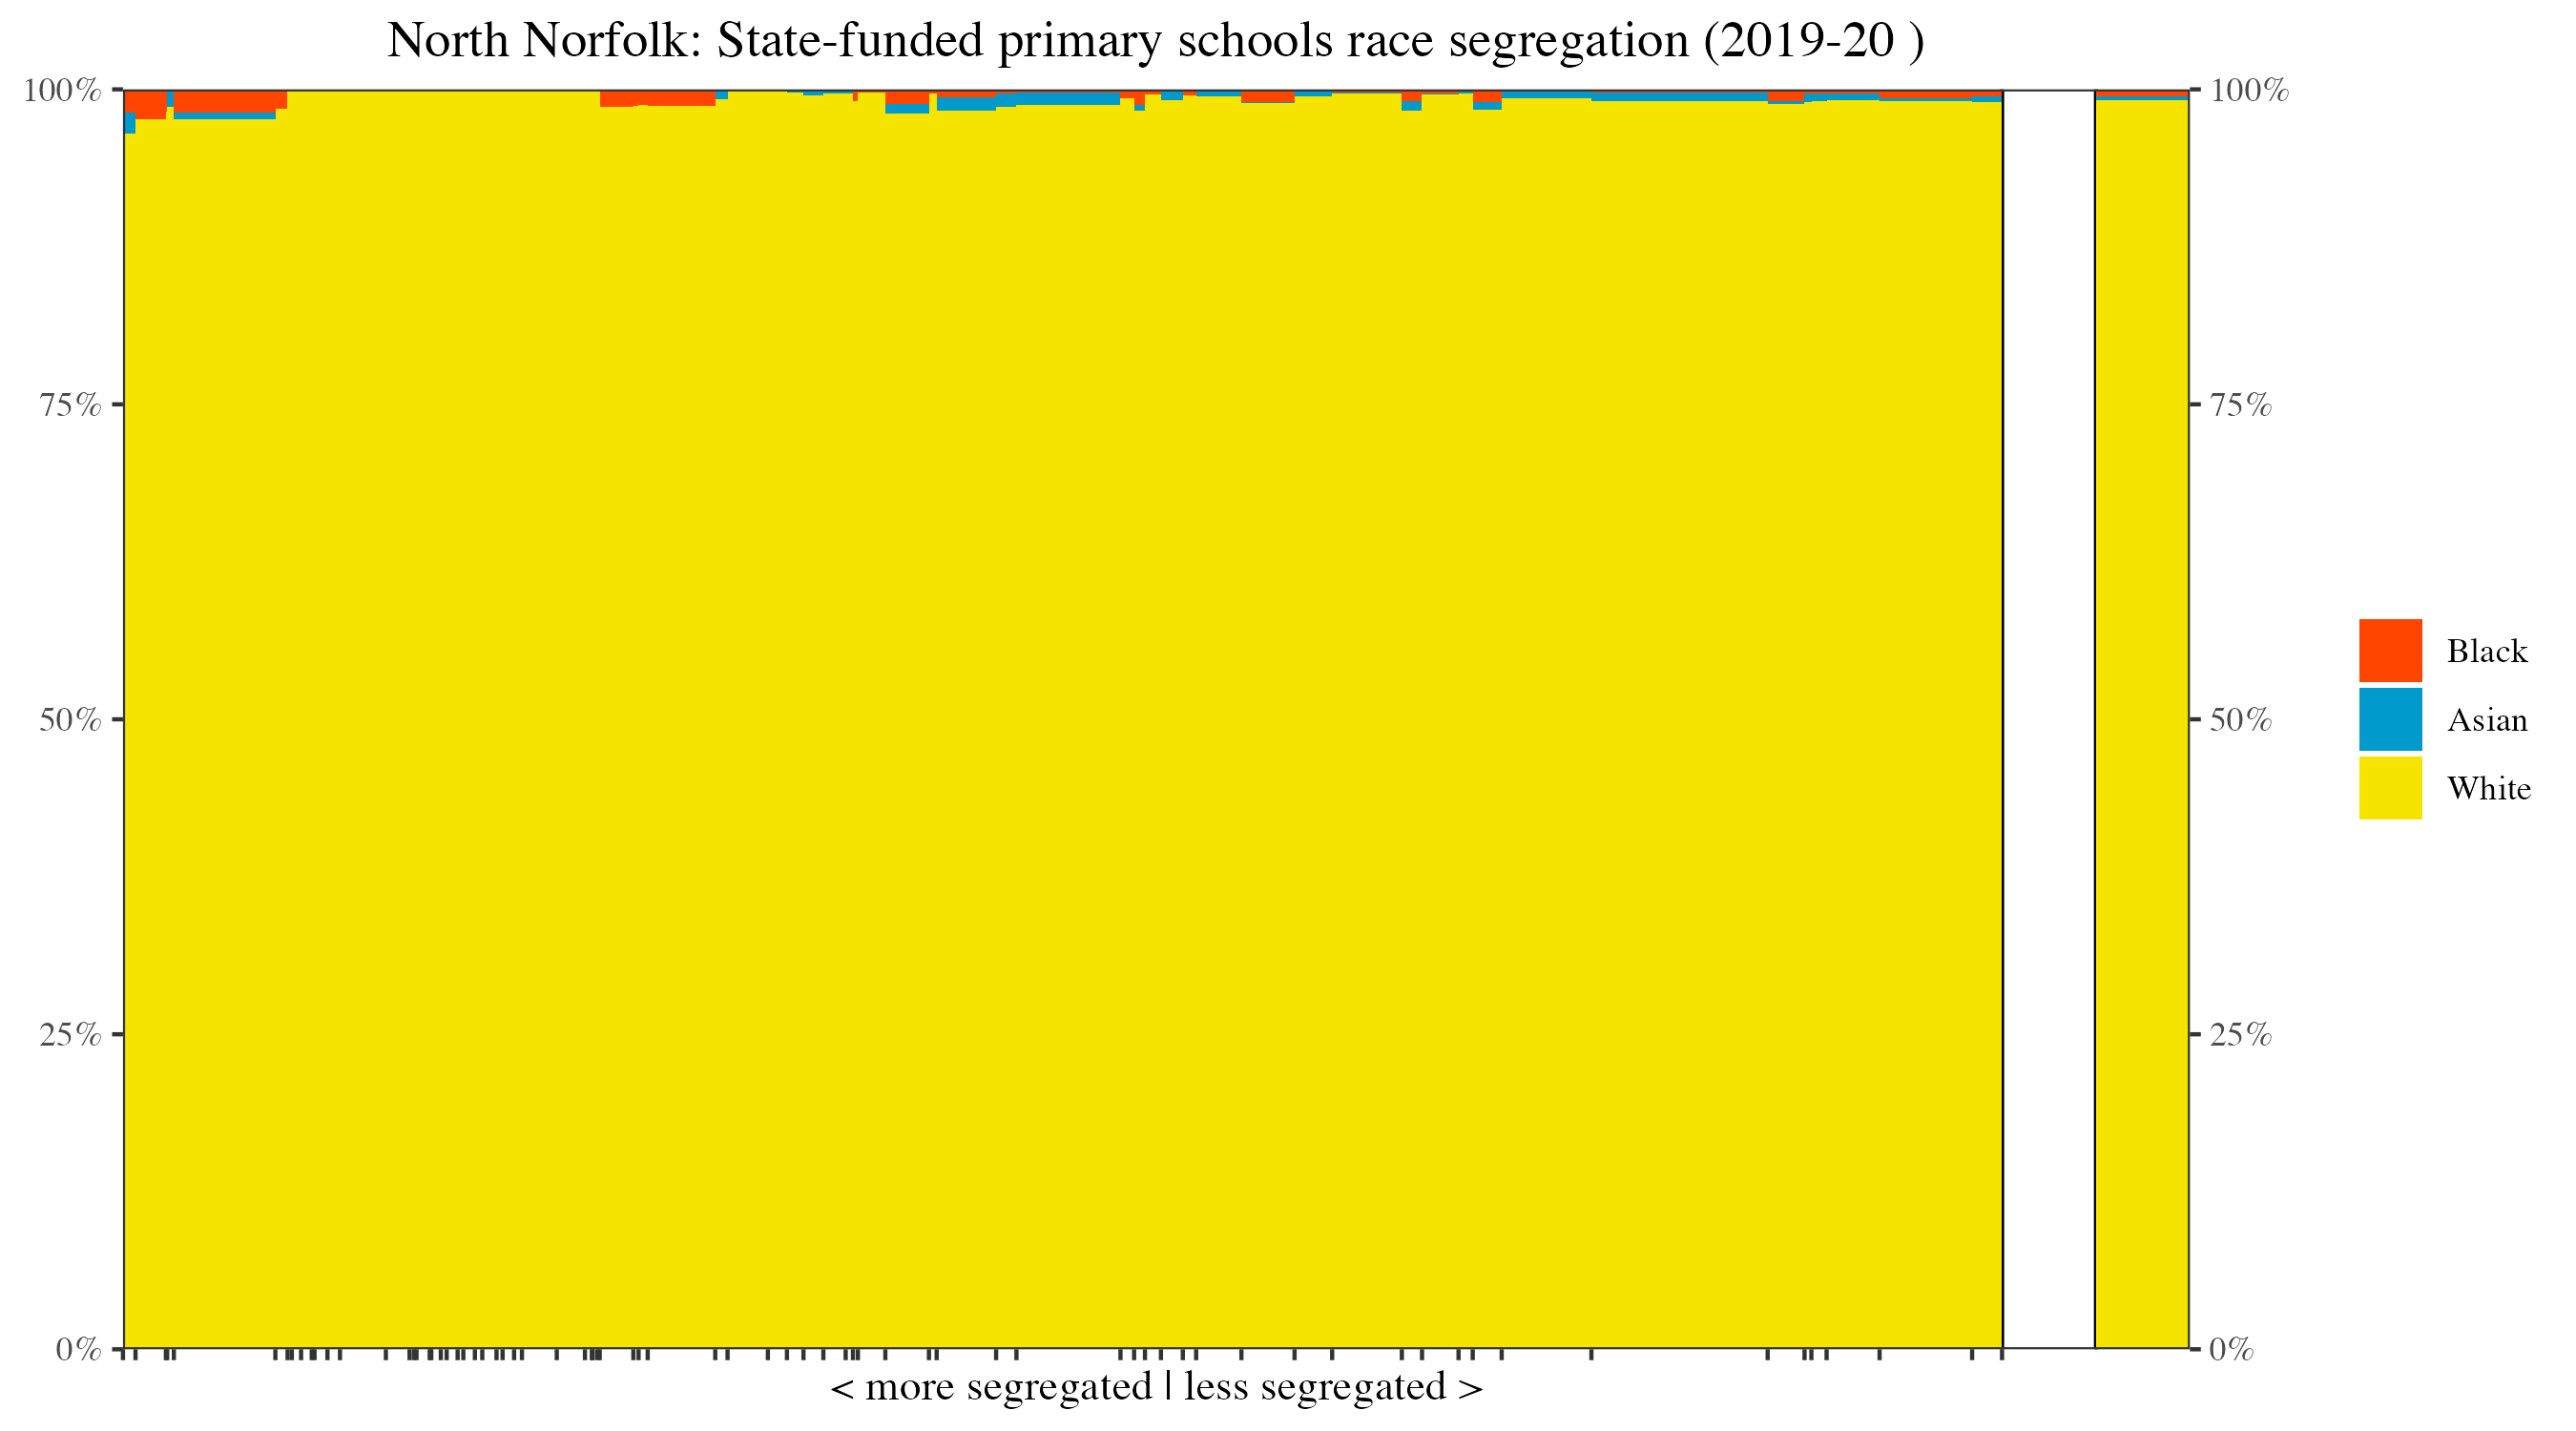 North Norfolk: State-funded primary schools race segregation (2019-20 )
100%
75%
50%
25%
0%
100%
75%
50%
25%
0%
Black
Asian
White
< more segregated | less segregated >